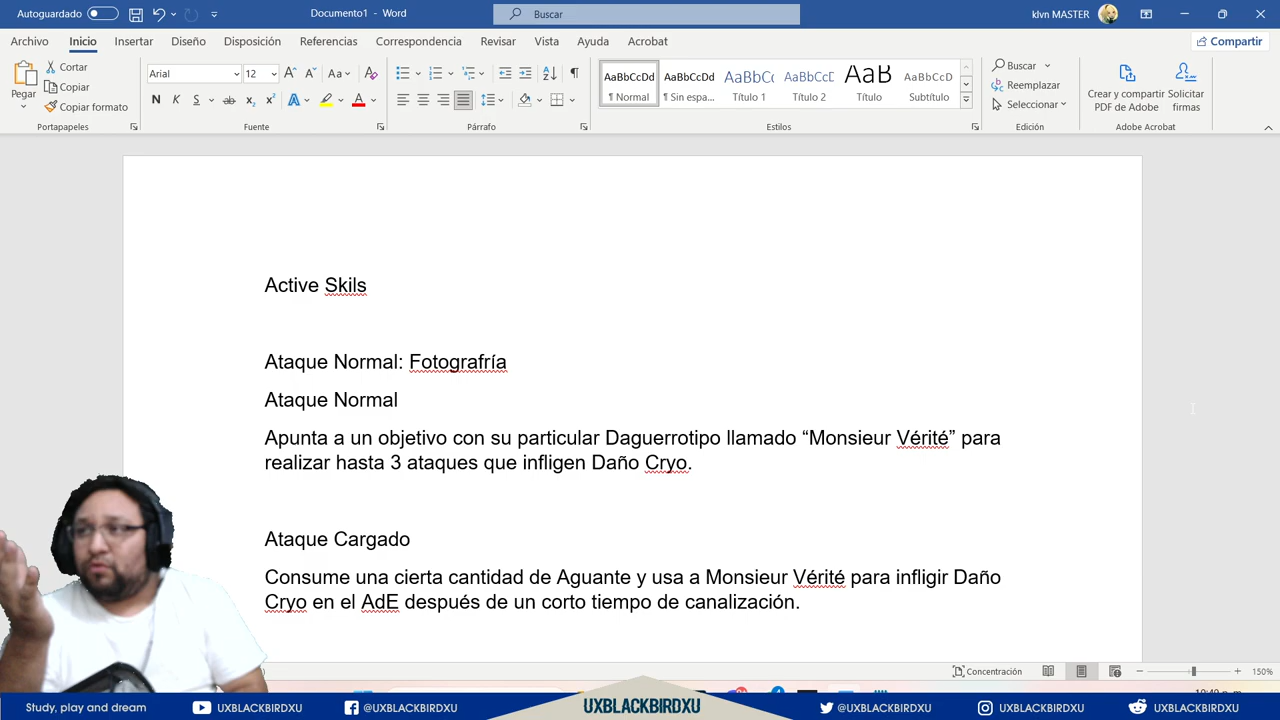 Autoguardado
Documento1 - Word
Buscar
klvn MASTER
Archivo Inicio Insertar Diseño Disposición Referencias Correspondencia Revisar Vista Ayuda Acrobat
Compartir
Pegar
Cortar
Copiar
Copiar formato
Portapapeles
Arial 12
Aa
N K S ab x₂ x² A A
Fuente
Párrafo
AaBbCcDd AaBbCcDd AaBbCc AaBbCcD AaB AaBbCcD
¶ Normal ¶ Sin espa... Título 1 Título 2 Título Subtítulo
Estilos
Buscar
Reemplazar
Seleccionar
Edición
Crear y compartir PDF de Adobe
Solicitar firmas
Adobe Acrobat
Active Skils
Ataque Normal: Fotografría
Ataque Normal
Apunta a un objetivo con su particular Daguerrotipo llamado “Monsieur Vérité” para
realizar hasta 3 ataques que infligen Daño Cryo.
Ataque Cargado
Consume una cierta cantidad de Aguante y usa a Monsieur Vérité para infligir Daño
Cryo en el AdE después de un corto tiempo de canalización.
Concentración
150%
Study, play and dream
UXBLACKBIRDXU
@UXBLACKBIRDXU
UXBLACKBIRDXU
@UXBLACKBIRDXU
UXBLACKBIRDXU
UXBLACKBIRDXU